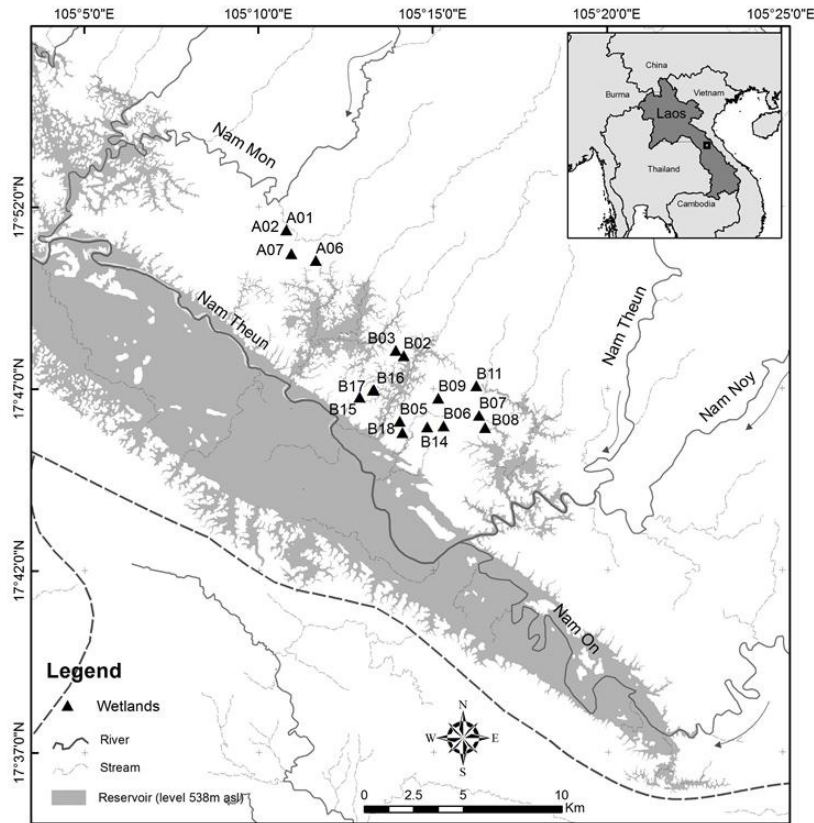 105°5'0"E 105°10'0"E 105°15'0"E 105°20'0"E 105°25'0"E
China
Burma
Vietnam
Laos
Thailand
Cambodia
Nam Mon
17°52'0"N
A01
A02
A07
A06
Nam Theun
Nam Theun
Nam Noy
B03
B02
B17
B16
B11
17°47'0"N
B09
B15
B07
B05
B06
B08
B18
B14
17°42'0"N
Nam On
Legend
Wetlands
River
Stream
Reservoir (level 538m asl)
17°37'0"N
N
W
E
S
0 2.5 5 10
Km